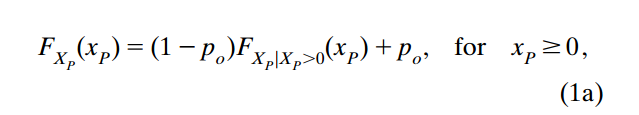 F_{X_P}(x_P) = (1 − p_o)F_{X_P|X_P>0}(x_P) + p_o, for x_P ≥ 0,
(1a)